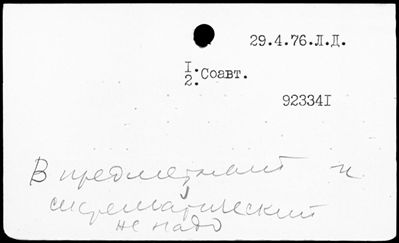 29.4.76.Л.Д.
I.
2. Соавт.
92334I
В предметный и
систематический
не надо